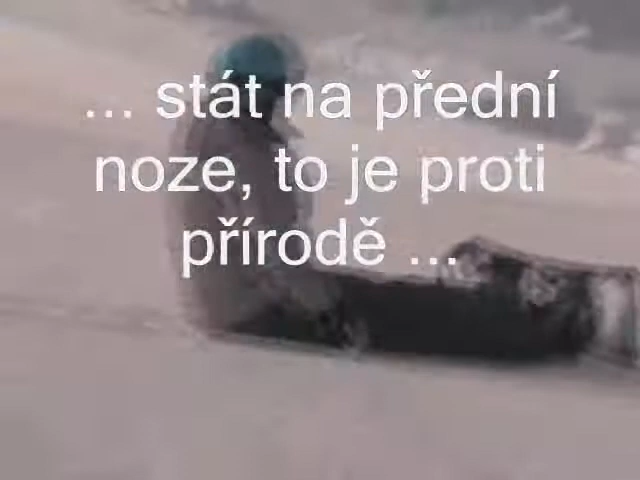 ... stát na přední
noze, to je proti
přírodě ...